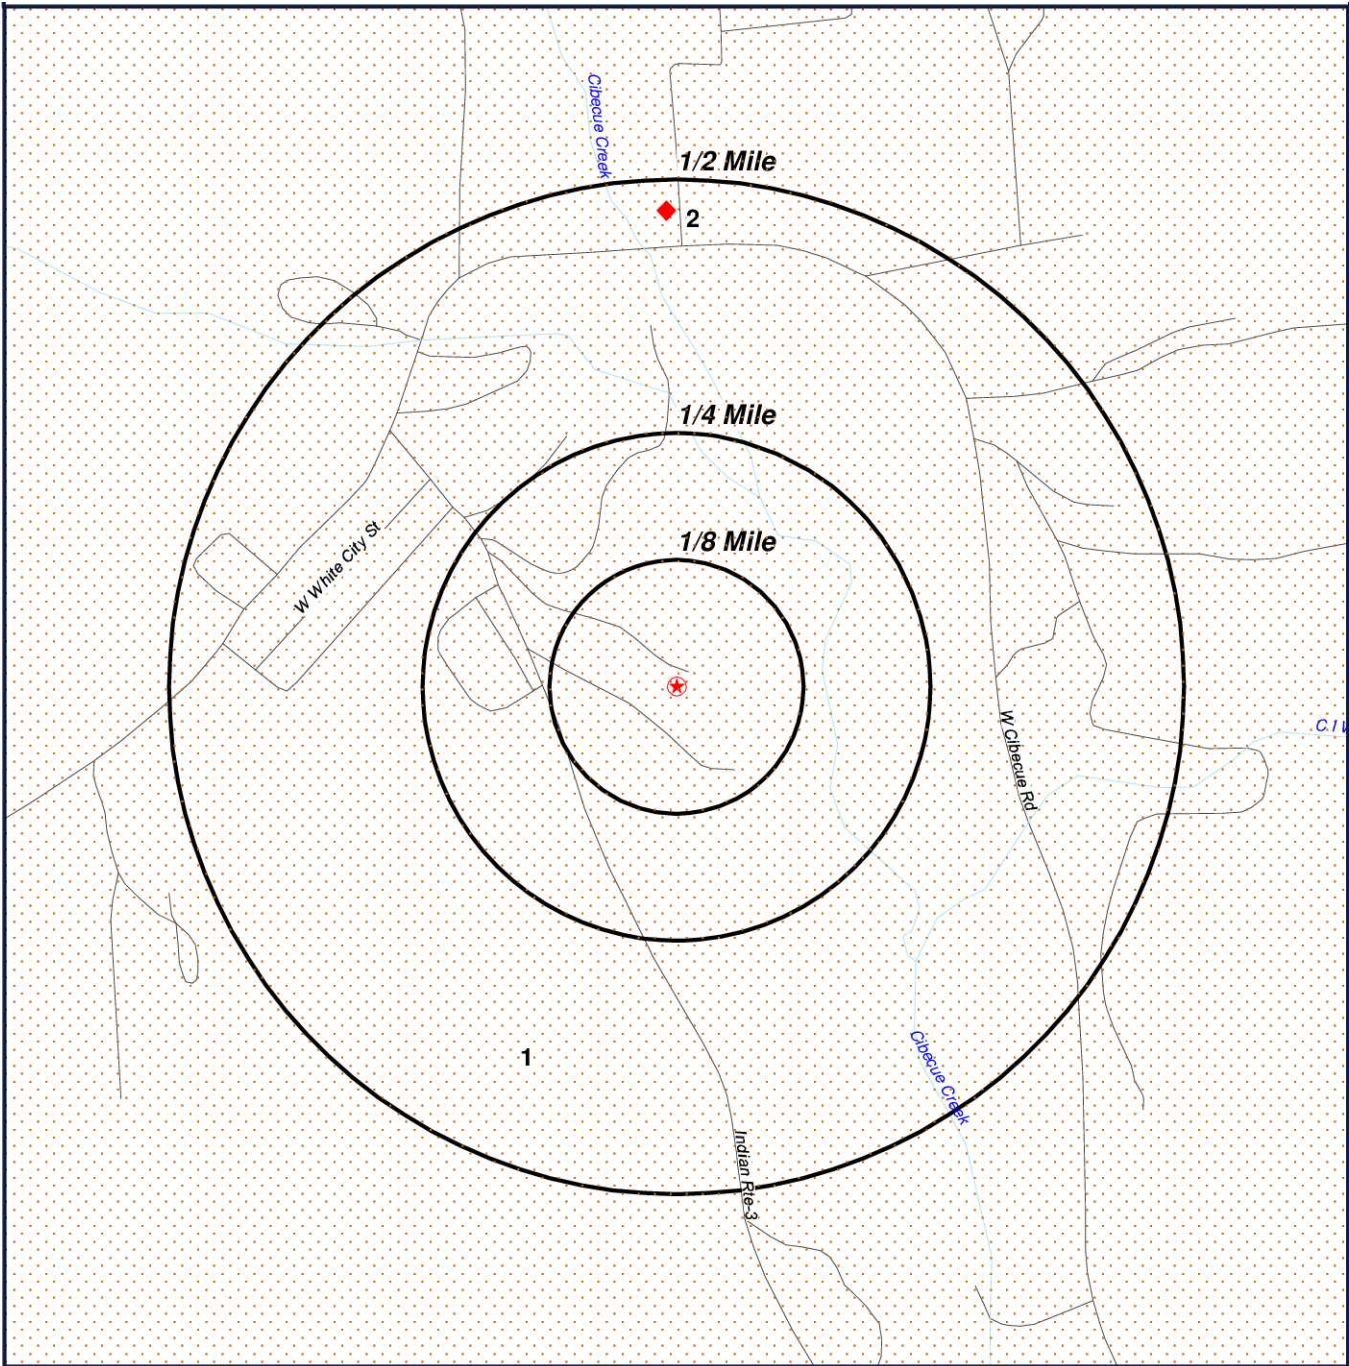 Cibecue Creek
1/2 Mile
2
1/4 Mile
W White City St
1/8 Mile
W Cibecue Rd
1
Cibecue Creek
Indian Rte-3